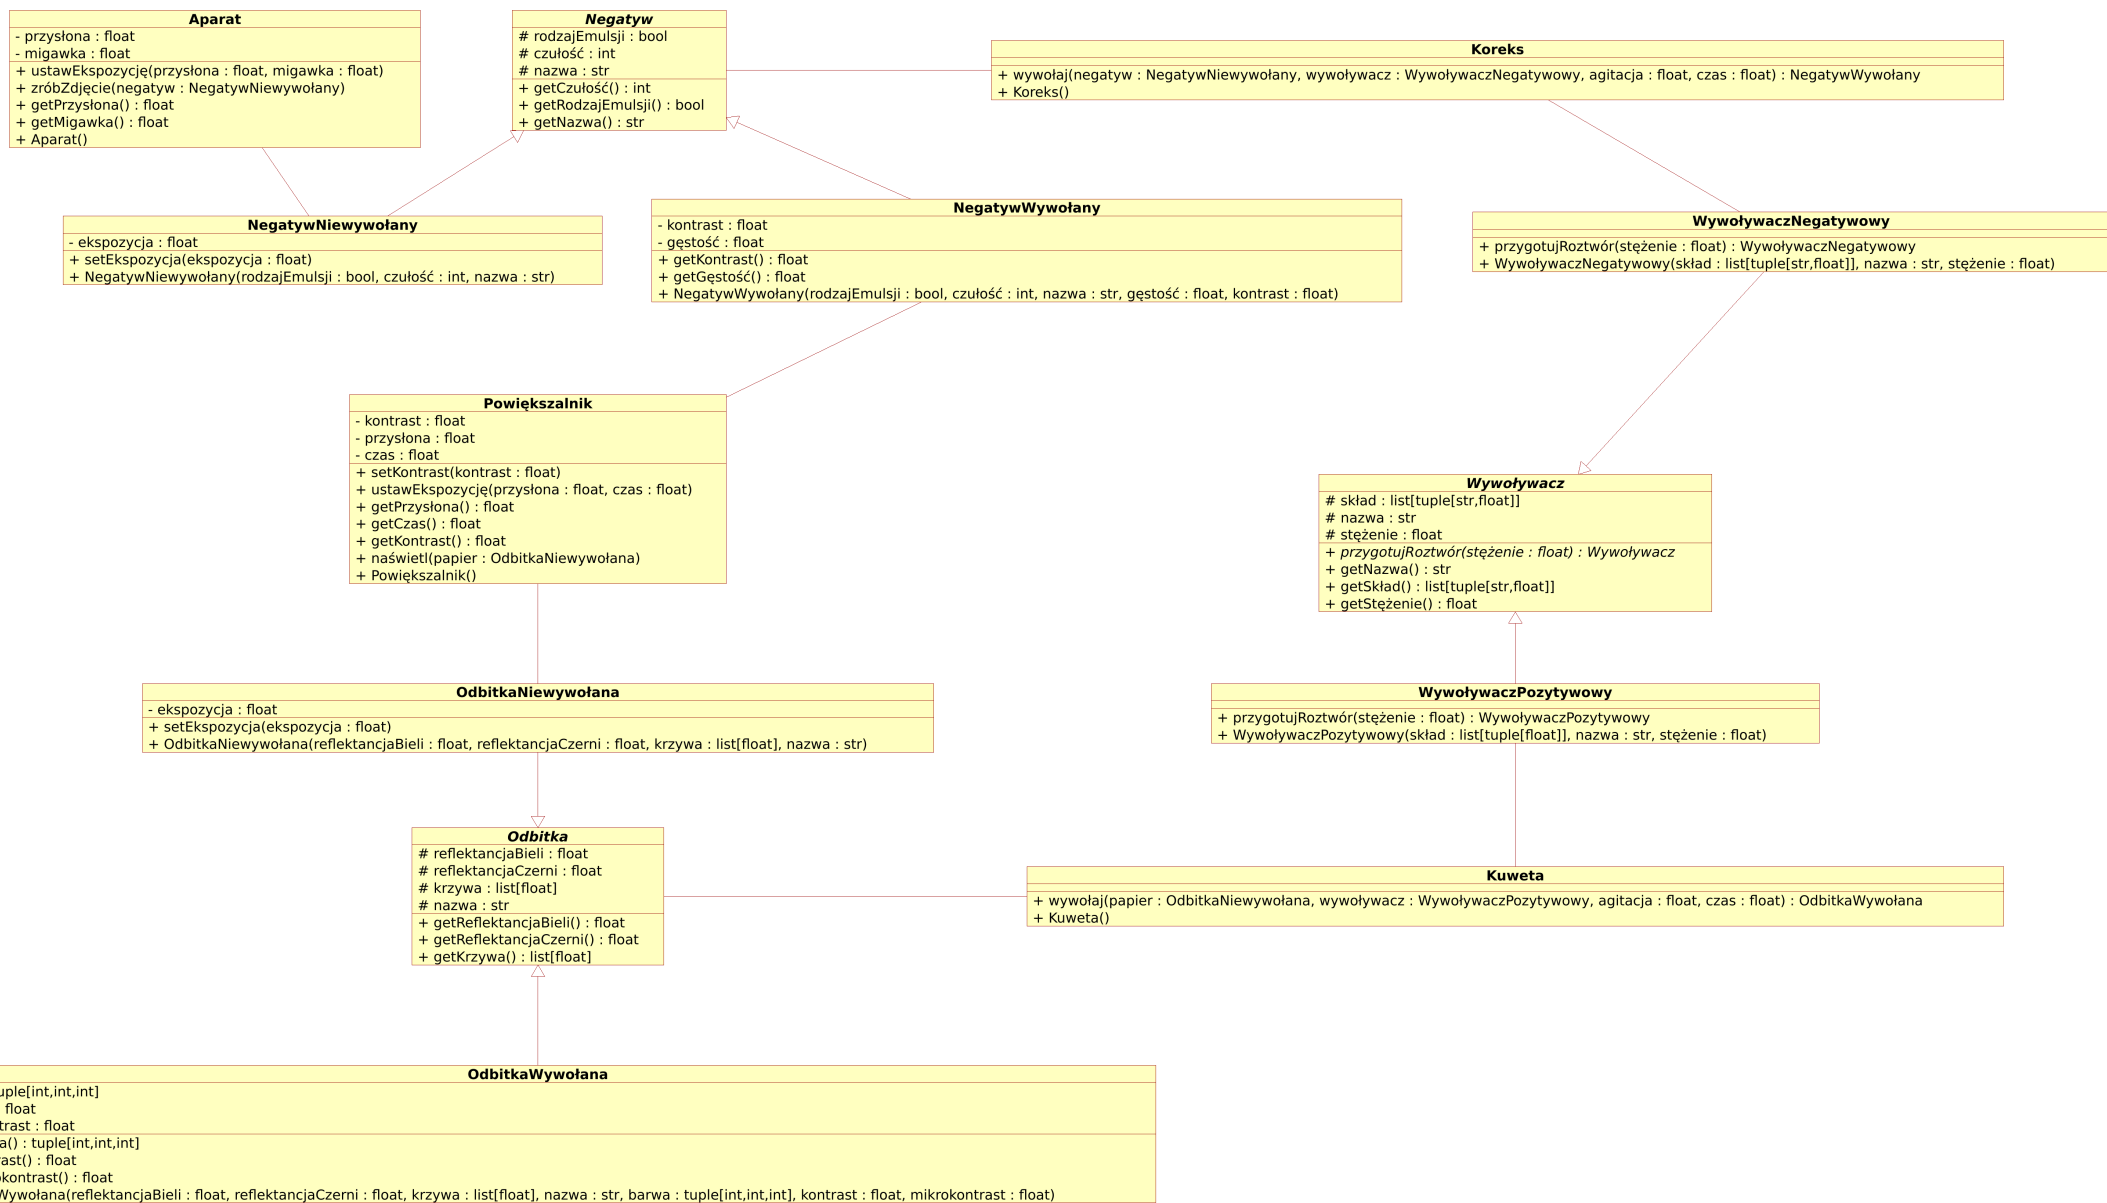 Aparat
- przysłona : float
- migawka : float
+ ustawEkspozycję(przysłona : float, migawka : float)
+ zróbZdjęcie(negatyw : NegatywNiewywołany)
+ getPrzysłona() : float
+ getMigawka() : float
+ Aparat()
Negatyw
# rodzajEmulsji : bool
# czułość : int
# nazwa : str
+ getCzułość() : int
+ getRodzajEmulsji() : bool
+ getNazwa() : str
Koreks
+ wywołaj(negatyw : NegatywNiewywołany, wywoływacz : WywoływaczNegatywowy, agitacja : float, czas : float) : NegatywWywołany
+ Koreks()
NegatywNiewywołany
- ekspozycja : float
+ setEkspozycja(ekspozycja : float)
+ NegatywNiewywołany(rodzajEmulsji : bool, czułość : int, nazwa : str)
NegatywWywołany
- kontrast : float
- gęstość : float
+ getKontrast() : float
+ getGęstość() : float
+ NegatywWywołany(rodzajEmulsji : bool, czułość : int, nazwa : str, gęstość : float, kontrast : float)
WywoływaczNegatywowy
+ przygotujRoztwór(stężenie : float) : WywoływaczNegatywowy
+ WywoływaczNegatywowy(skład : list[tuple[str,float]], nazwa : str, stężenie : float)
Powiększalnik
- kontrast : float
- przysłona : float
- czas : float
+ setKontrast(kontrast : float)
+ ustawEkspozycję(przysłona : float, czas : float)
+ getPrzysłona() : float
+ getCzas() : float
+ getKontrast() : float
+ naświetl(papier : OdbitkaNiewywołana)
+ Powiększalnik()
Wywoływacz
# skład : list[tuple[str,float]]
# nazwa : str
# stężenie : float
+ przygotujRoztwór(stężenie : float) : Wywoływacz
+ getNazwa() : str
+ getSkład() : list[tuple[str,float]]
+ getStężenie() : float
OdbitkaNiewywołana
- ekspozycja : float
+ setEkspozycja(ekspozycja : float)
+ OdbitkaNiewywołana(reflektancjaBieli : float, reflektancjaCzerni : float, krzywa : list[float], nazwa : str)
WywoływaczPozytywowy
+ przygotujRoztwór(stężenie : float) : WywoływaczPozytywowy
+ WywoływaczPozytywowy(skład : list[tuple[float]], nazwa : str, stężenie : float)
Odbitka
# reflektancjaBieli : float
# reflektancjaCzerni : float
# krzywa : list[float]
# nazwa : str
+ getReflektancjaBieli() : float
+ getReflektancjaCzerni() : float
+ getKrzywa() : list[float]
Kuweta
+ wywołaj(papier : OdbitkaNiewywołana, wywoływacz : WywoływaczPozytywowy, agitacja : float, czas : float) : OdbitkaWywołana
+ Kuweta()
OdbitkaWywołana
uple[int,int,int]
: float
trast : float
a() : tuple[int,int,int]
rast() : float
okontrast() : float
Wywołana(reflektancjaBieli : float, reflektancjaCzerni : float, krzywa : list[float], nazwa : str, barwa : tuple[int,int,int], kontrast : float, mikrokontrast : float)